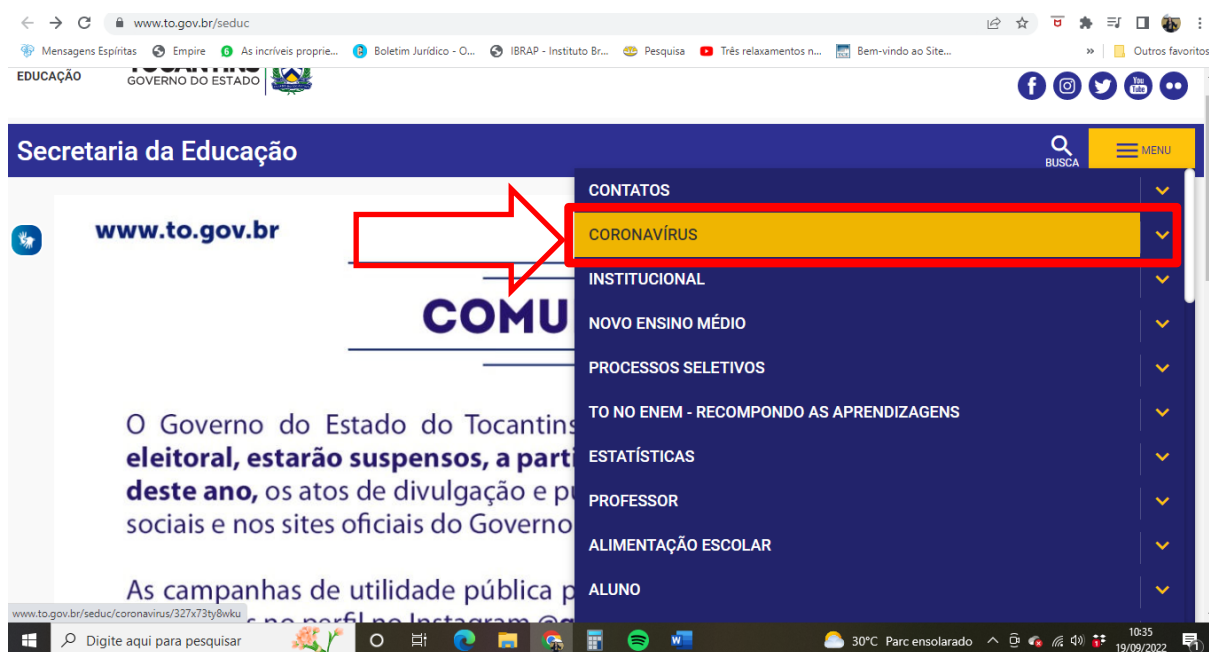 www.to.gov.br/seduc
Mensagens Espíritas Empire As incríveis proprie... Boletim Jurídico - O... IBRAP - Instituto Br... Pesquisa Três relaxamentos n... Bem-vindo ao Site... » Outros favoritos
EDUCAÇÃO
TOCANTINS
GOVERNO DO ESTADO
Secretaria da Educação
BUSCA
MENU
www.to.gov.br
COMU
O Governo do Estado do Tocantins
eleitoral, estarão suspensos, a parti
deste ano, os atos de divulgação e pu
sociais e nos sites oficiais do Governo
As campanhas de utilidade pública p
no perfil no Instagram
CONTATOS
CORONAVÍRUS
INSTITUCIONAL
NOVO ENSINO MÉDIO
PROCESSOS SELETIVOS
TO NO ENEM - RECOMPONDO AS APRENDIZAGENS
ESTATÍSTICAS
PROFESSOR
ALIMENTAÇÃO ESCOLAR
ALUNO
www.to.gov.br/seduc/coronavirus/327x73ty8wku
Digite aqui para pesquisar
30°C Parc ensolarado
10:35
19/09/2022